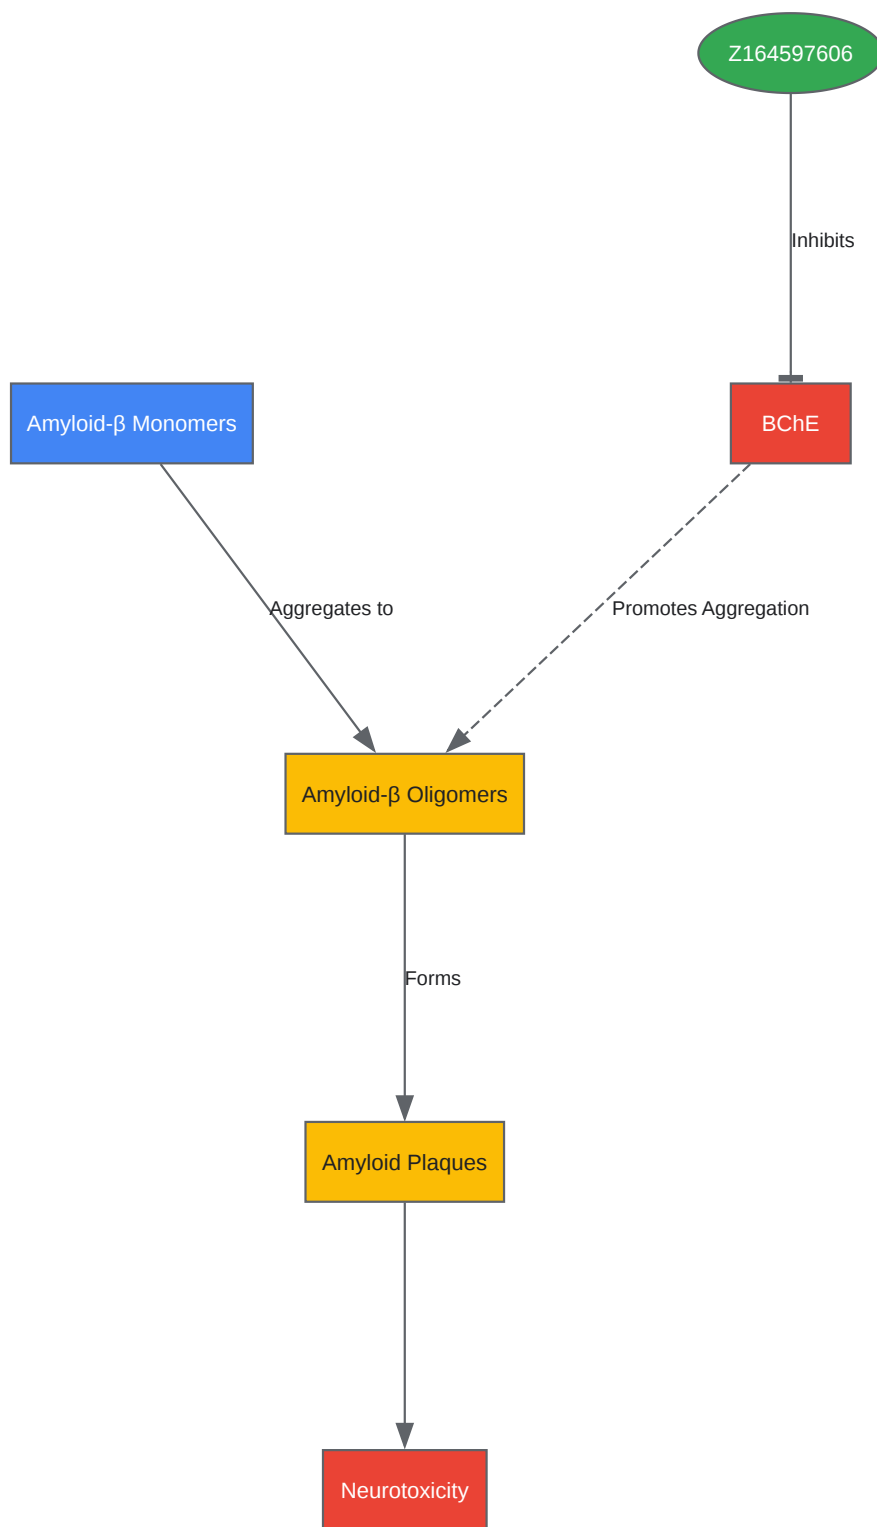 Z164597606
Inhibits
Amyloid-β Monomers
BChE
Aggregates to
Promotes Aggregation
Amyloid-β Oligomers
Forms
Amyloid Plaques
Neurotoxicity